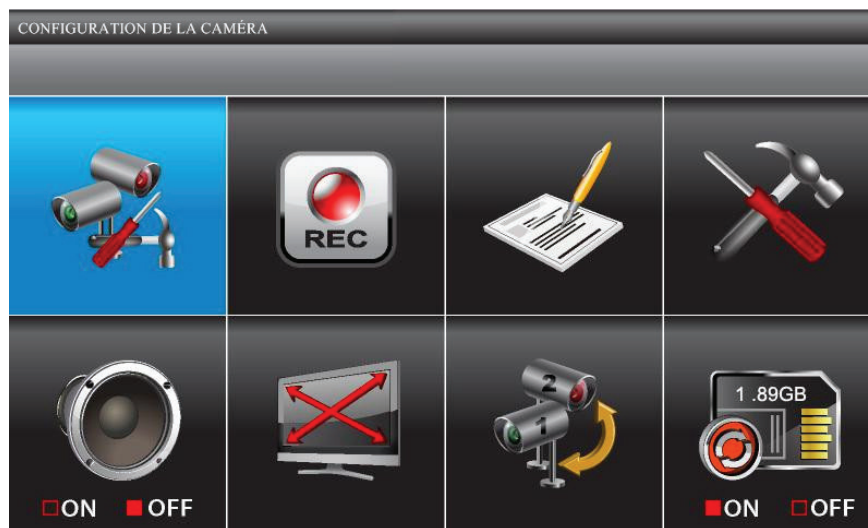 CONFIGURATION DE LA CAMÉRA
REC
ON OFF
2
1
1 .89GB
ON OFF